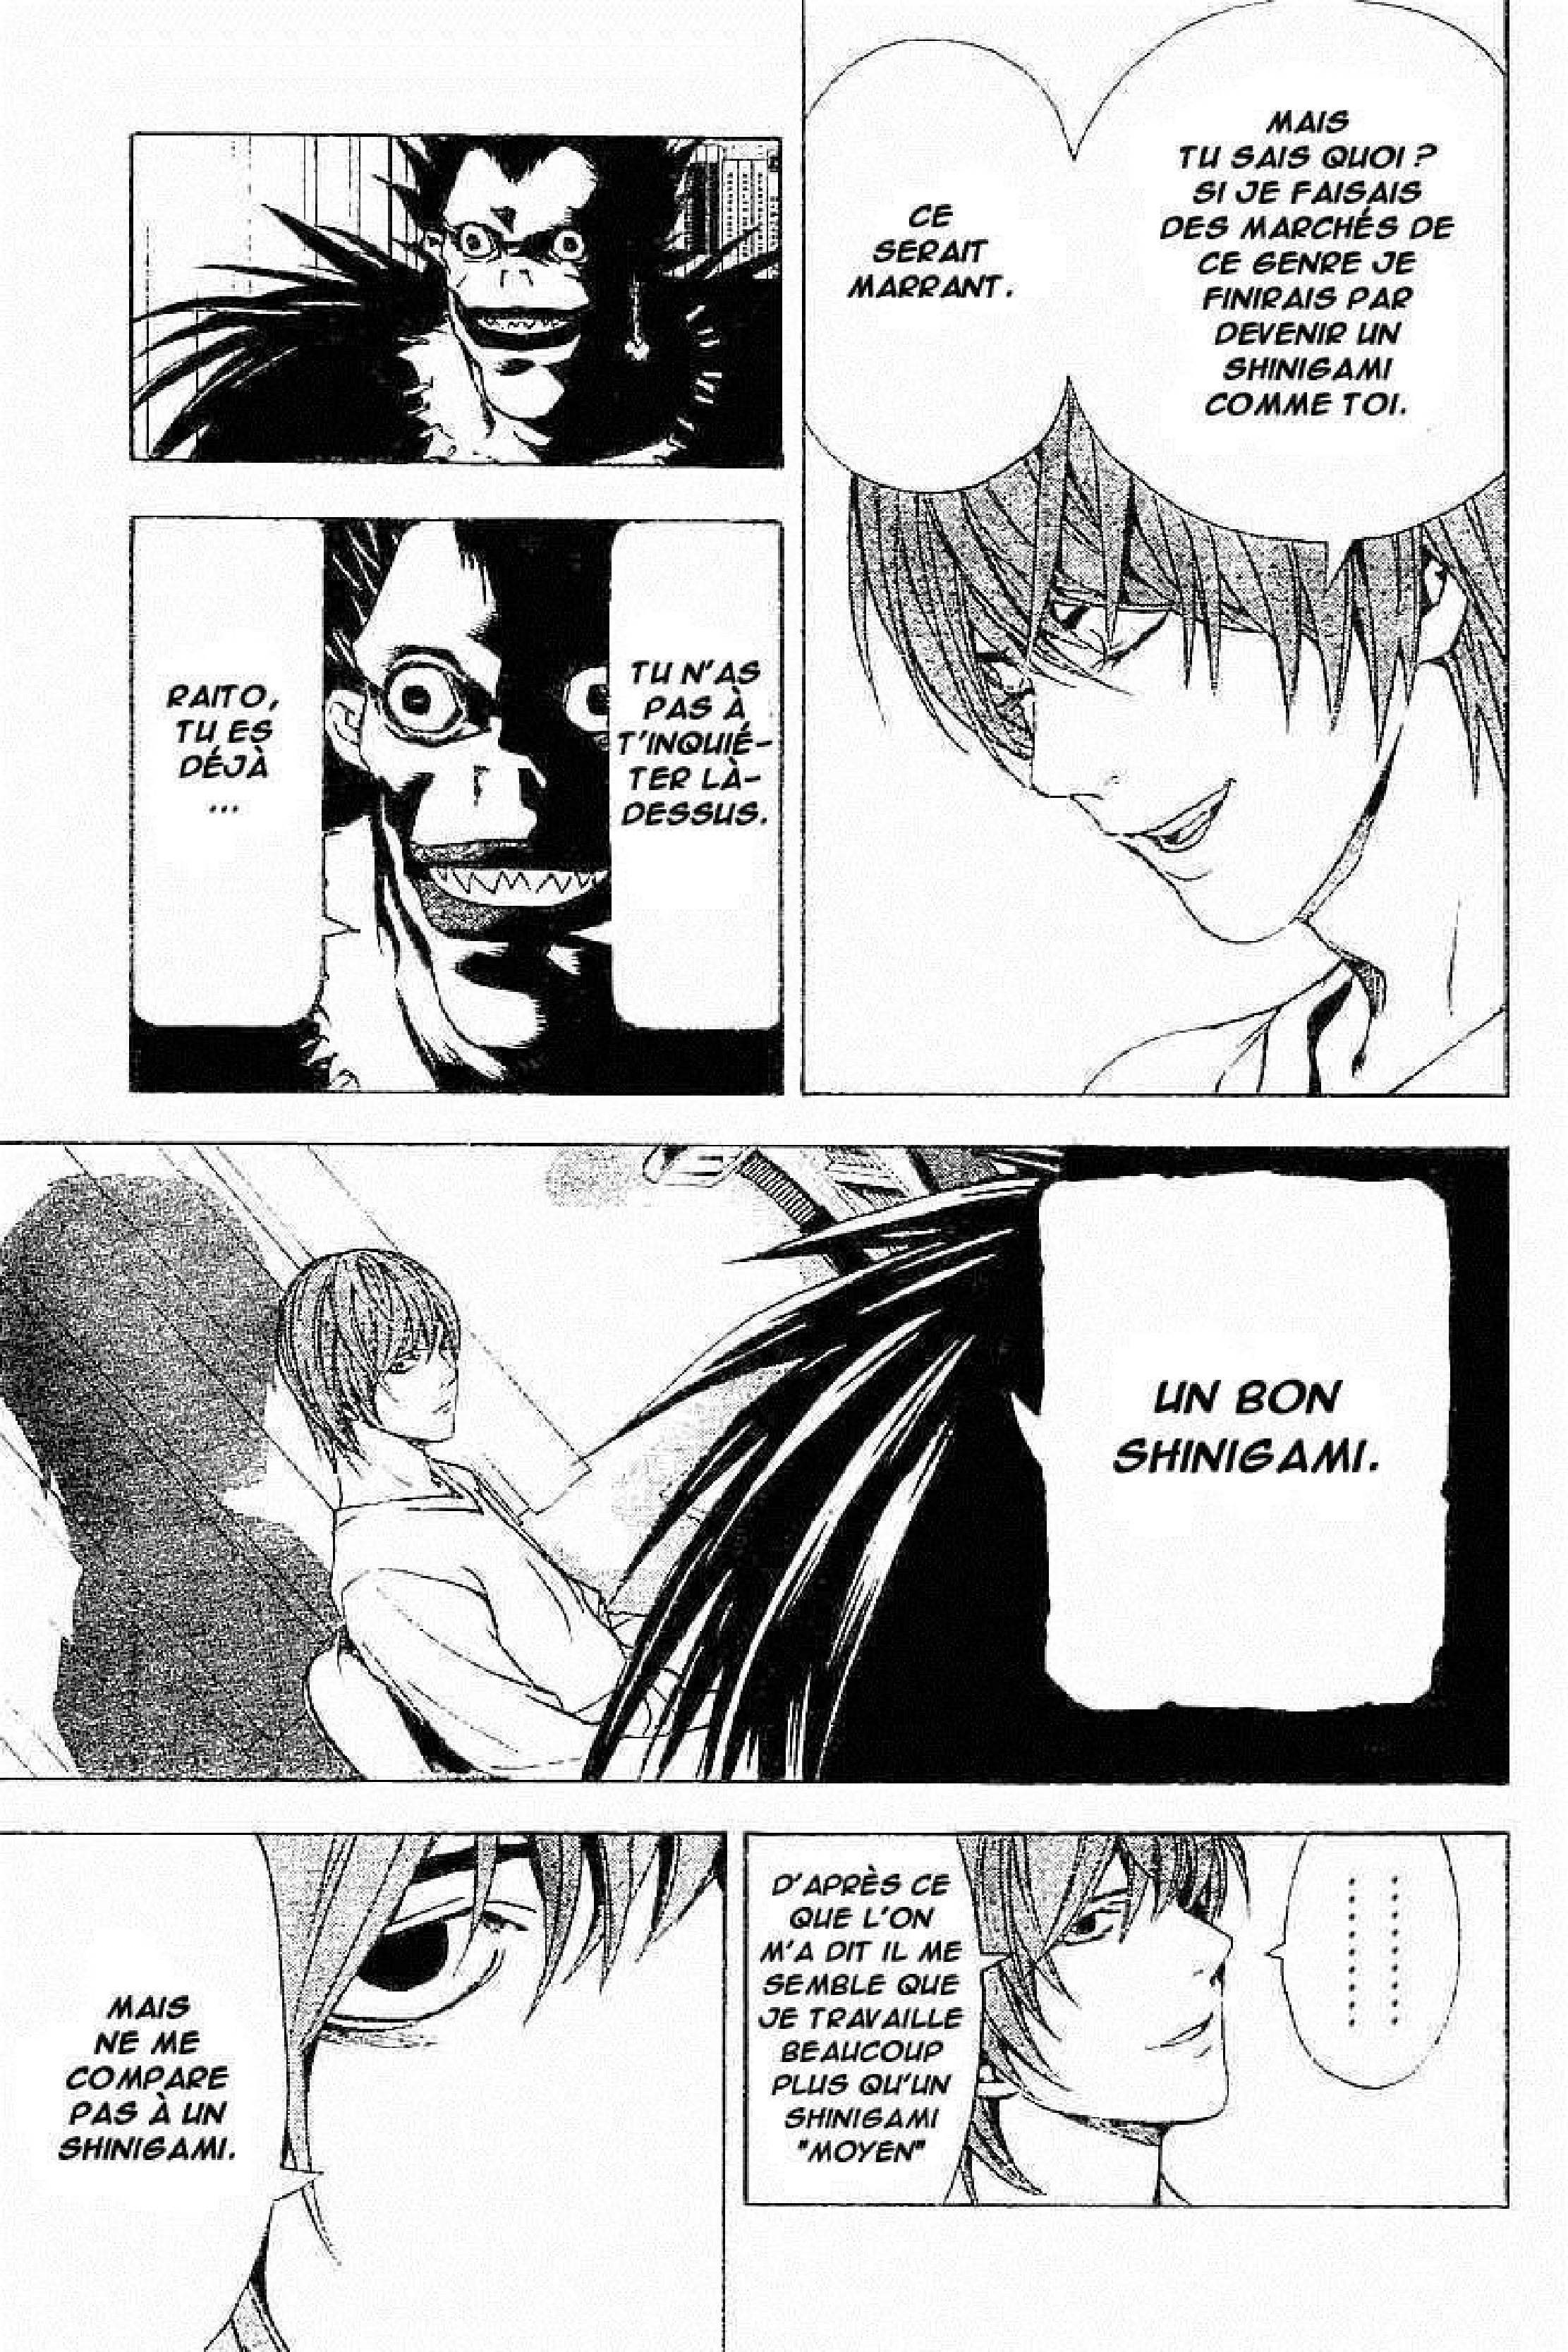 MAIS
TU SAIS QUOI ?
SI JE FAISAIS
DES MARCHÉS DE
CE GENRE JE
FINIRAIS PAR
DEVENIR UN
SHINIGAMI
COMME TOI.
CE
SERAIT
MARRANT.
TU N'AS
PAS À
T'INQUIÉ-
TER LÀ-
DESSUS.
RAITO,
TU ES
DÉJÀ
...
UN BON
SHINIGAMI.
..................
D'APRÈS CE
QUE L'ON
M'A DIT IL ME
SEMBLE QUE
JE TRAVAILLE
BEAUCOUP
PLUS QU'UN
SHINIGAMI
"MOYEN"
MAIS
NE ME
COMPARE
PAS À UN
SHINIGAMI.